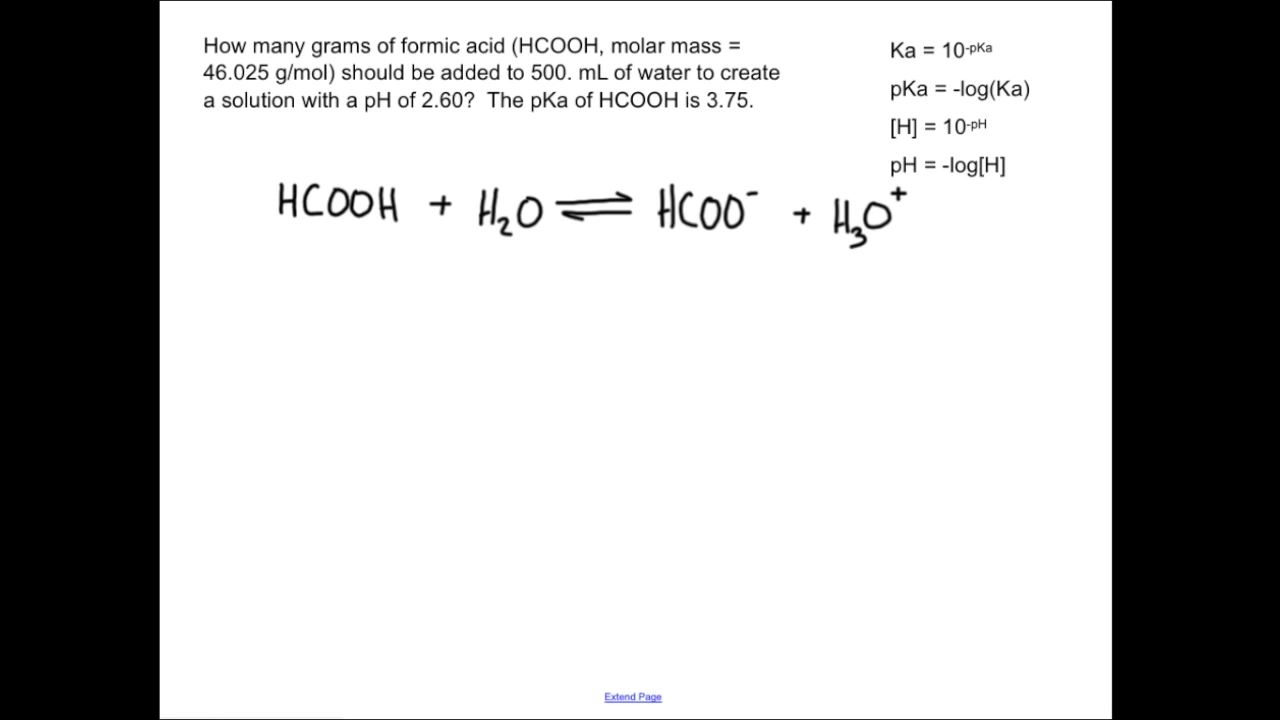 How many grams of formic acid (HCOOH, molar mass =
46.025 g/mol) should be added to 500. mL of water to create
a solution with a pH of 2.60?  The pKa of HCOOH is 3.75.
Ka = 10^-pKa
pKa = -log(Ka)
[H] = 10^-pH
pH = -log[H]
HCOOH + H₂O ⇌ HCOO⁻ + H₃O⁺
Extend Page